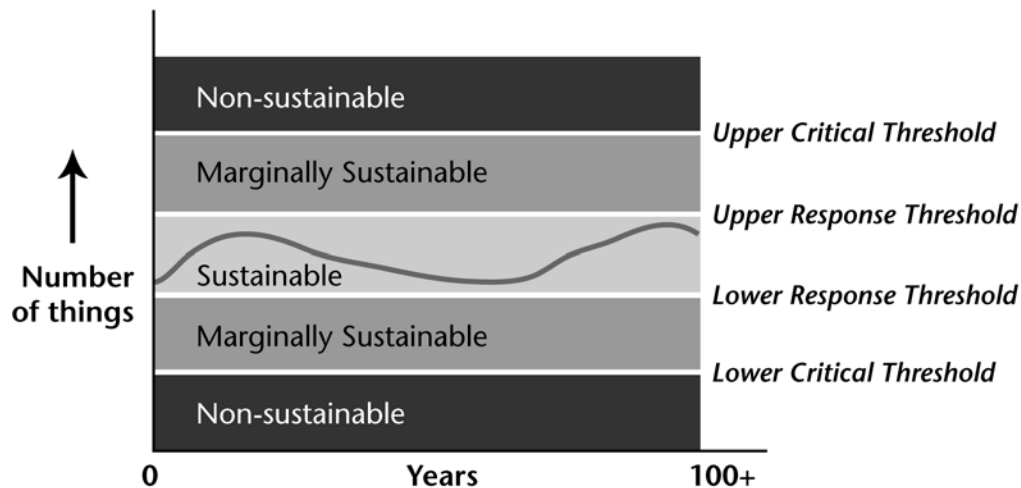 Non-sustainable
Upper Critical Threshold
Marginally Sustainable
Upper Response Threshold
Number
of things
Sustainable
Lower Response Threshold
Marginally Sustainable
Lower Critical Threshold
Non-sustainable
0 Years 100+